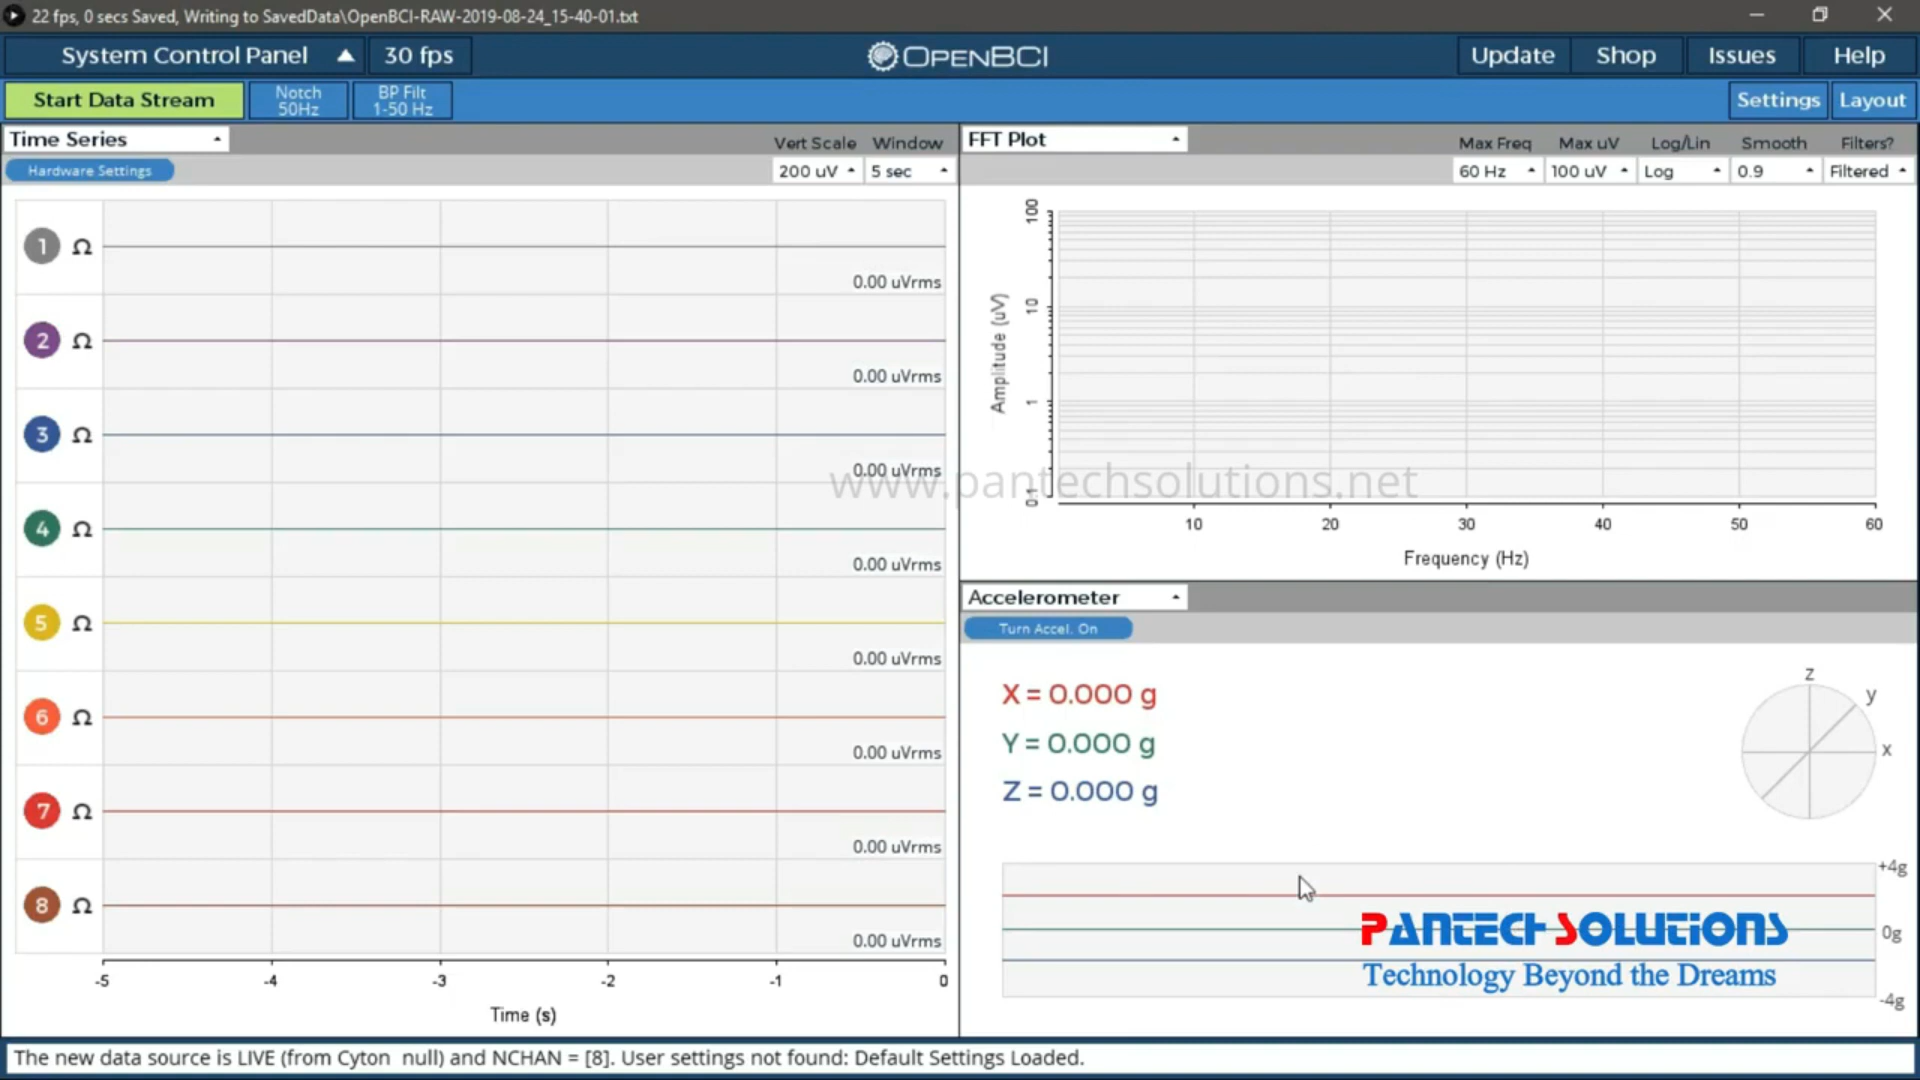 22 fps, 0 secs Saved, Writing to SavedData\OpenBCI-RAW-2019-08-24_15-40-01.txt
System Control Panel
30 fps
OPENBCI
Update
Shop
Issues
Help
Start Data Stream
Notch
50Hz
BP Filt
1-50 Hz
Settings
Layout
Time Series
Vert Scale
Window
Hardware Settings
200 uV
5 sec
1 Ω
0.00 uVrms
2 Ω
0.00 uVrms
3 Ω
0.00 uVrms
4 Ω
0.00 uVrms
5 Ω
0.00 uVrms
6 Ω
0.00 uVrms
7 Ω
0.00 uVrms
8 Ω
0.00 uVrms
-5 -4 -3 -2 -1 0
Time (s)
FFT Plot
Max Freq
Max uV
Log/Lin
Smooth
Filters?
60 Hz
100 uV
Log
0.9
Filtered
100
10
1
0.1
Amplitude (uV)
10 20 30 40 50 60
Frequency (Hz)
www.pantechsolutions.net
Accelerometer
Turn Accel. On
X = 0.000 g
Y = 0.000 g
Z = 0.000 g
z
y
x
+4g
0g
-4g
PANTECH SOLUTIONS
Technology Beyond the Dreams
The new data source is LIVE (from Cyton null) and NCHAN = [8]. User settings not found: Default Settings Loaded.